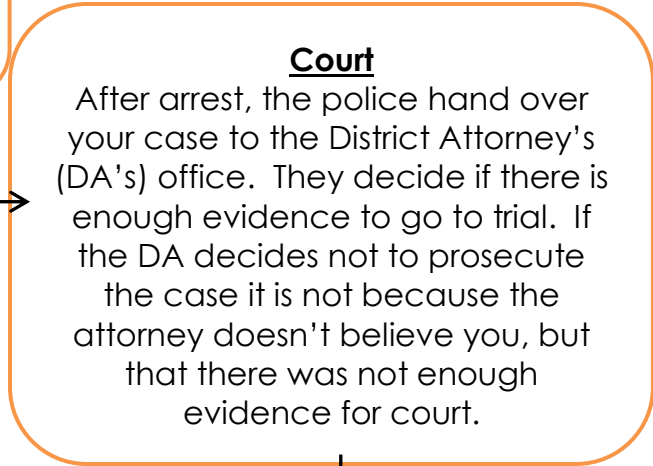 Court
After arrest, the police hand over
your case to the District Attorney’s
(DA’s) office.  They decide if there is
enough evidence to go to trial.  If
the DA decides not to prosecute
the case it is not because the
attorney doesn’t believe you, but
that there was not enough
evidence for court.